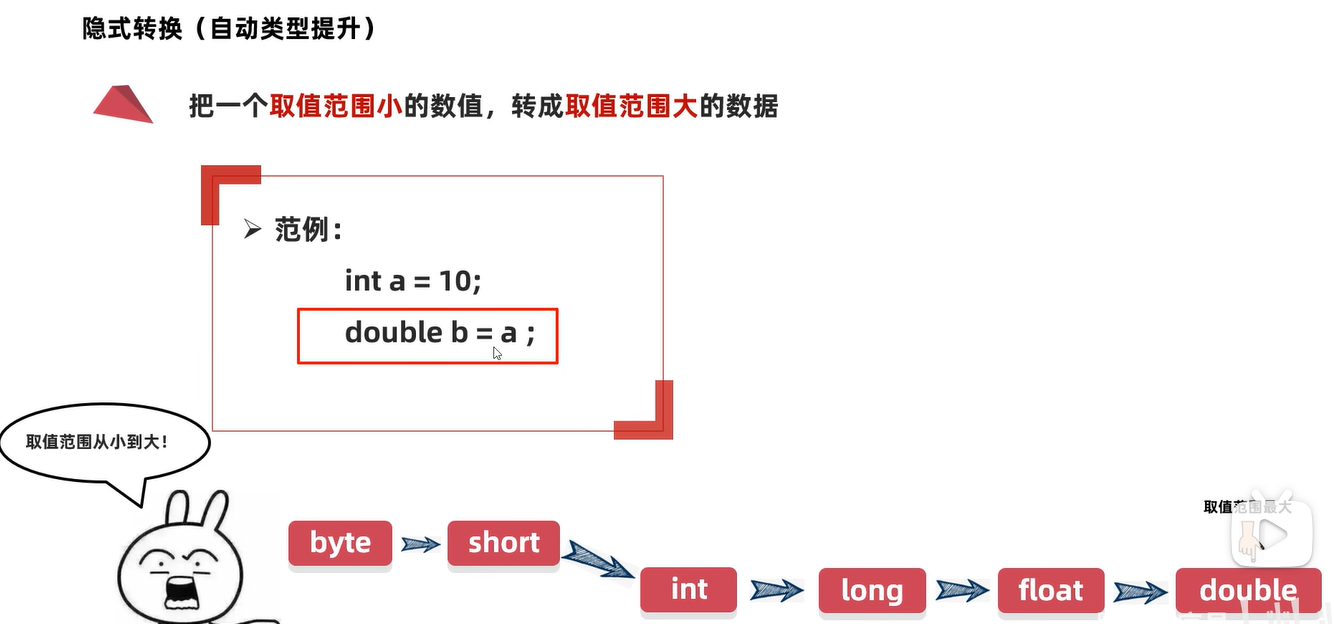 隐式转换（自动类型提升）
把一个取值范围小的数值，转成取值范围大的数据
范例：
int a = 10;
double b = a ;
取值范围从小到大！
取值范围最大
byte
short
int
long
float
double